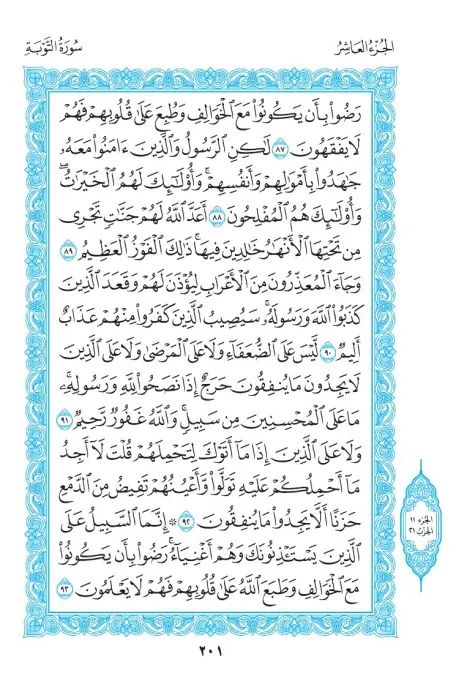 الجُزْءُ العَاشِرُ
سُورَةُ التَّوْبَةِ
رَضُواْ بِأَن يَكُونُواْ مَعَ ٱلْخَوَالِفِ وَطُبِعَ عَلَىٰ قُلُوبِهِمْ فَهُمْ
لَا يَفْقَهُونَ ٨٧ لَٰكِنِ ٱلرَّسُولُ وَٱلَّذِينَ ءَامَنُواْ مَعَهُۥ
جَٰهَدُواْ بِأَمْوَٰلِهِمْ وَأَنفُسِهِمْۚ وَأُوْلَٰٓئِكَ لَهُمُ ٱلْخَيْرَٰتُۖ
وَأُوْلَٰٓئِكَ هُمُ ٱلْمُفْلِحُونَ ٨٨ أَعَدَّ ٱللَّهُ لَهُمْ جَنَّٰتٍ تَجْرِى
مِن تَحْتِهَا ٱلْأَنْهَٰرُ خَٰلِدِينَ فِيهَاۚ ذَٰلِكَ ٱلْفَوْزُ ٱلْعَظِيمُ ٨٩
وَجَآءَ ٱلْمُعَذِّرُونَ مِنَ ٱلْأَعْرَابِ لِيُؤْذَنَ لَهُمْ وَقَعَدَ ٱلَّذِينَ
كَذَبُواْ ٱللَّهَ وَرَسُولَهُۥۚ سَيُصِيبُ ٱلَّذِينَ كَفَرُواْ مِنْهُمْ عَذَابٌ
أَلِيمٌ ٩٠ لَّيْسَ عَلَى ٱلضُّعَفَآءِ وَلَا عَلَى ٱلْمَرْضَىٰ وَلَا عَلَى ٱلَّذِينَ
لَا يَجِدُونَ مَا يُنفِقُونَ حَرَجٌ إِذَا نَصَحُواْ لِلَّهِ وَرَسُولِهِۦۚ
مَا عَلَى ٱلْمُحْسِنِينَ مِن سَبِيلٍۚ وَٱللَّهُ غَفُورٌ رَّحِيمٌ ٩١
وَلَا عَلَى ٱلَّذِينَ إِذَا مَآ أَتَوْكَ لِتَحْمِلَهُمْ قُلْتَ لَآ أَجِدُ
مَآ أَحْمِلُكُمْ عَلَيْهِ تَوَلَّواْ وَّأَعْيُنُهُمْ تَفِيضُ مِنَ ٱلدَّمْعِ
حَزَنًا أَلَّا يَجِدُواْ مَا يُنفِقُونَ ٩٢ ۞ إِنَّمَا ٱلسَّبِيلُ عَلَى
ٱلَّذِينَ يَسْتَـْٔذِنُونَكَ وَهُمْ أَغْنِيَآءُۚ رَضُواْ بِأَن يَكُونُواْ
مَعَ ٱلْخَوَالِفِ وَطَبَعَ ٱللَّهُ عَلَىٰ قُلُوبِهِمْ فَهُمْ لَا يَعْلَمُونَ ٩٣
الجزء ١١
الحزب ٢١
٢٠١